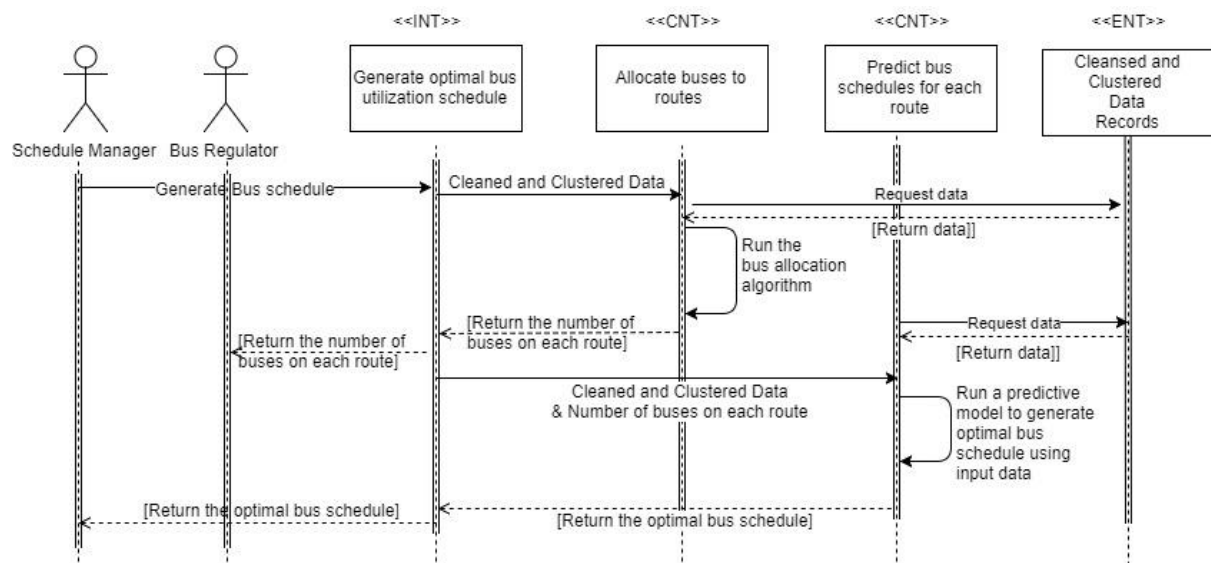 <<INT>>
<<CNT>>
<<CNT>>
<<ENT>>
Generate optimal bus
utilization schedule
Allocate buses to
routes
Predict bus
schedules for each
route
Cleansed and
Clustered
Data
Records
Schedule Manager
Bus Regulator
Generate Bus schedule
Cleaned and Clustered Data
Request data
[Return data]]
Run the
bus allocation
algorithm
[Return the number of
buses on each route]
[Return the number of
buses on each route]
Request data
[Return data]]
Cleaned and Clustered Data
& Number of buses on each route
Run a predictive
model to generate
optimal bus
schedule using
input data
[Return the optimal bus schedule]
[Return the optimal bus schedule]